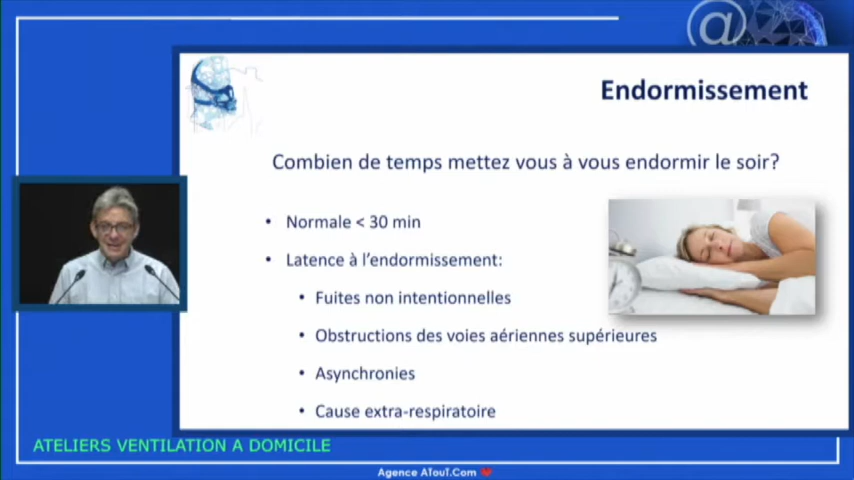 @
Endormissement
Combien de temps mettez vous à vous endormir le soir?
• Normale < 30 min
• Latence à l'endormissement:
• Fuites non intentionnelles
• Obstructions des voies aériennes supérieures
• Asynchronies
• Cause extra-respiratoire
ATELIERS VENTILATION A DOMICILE
Agence ATouT.Com